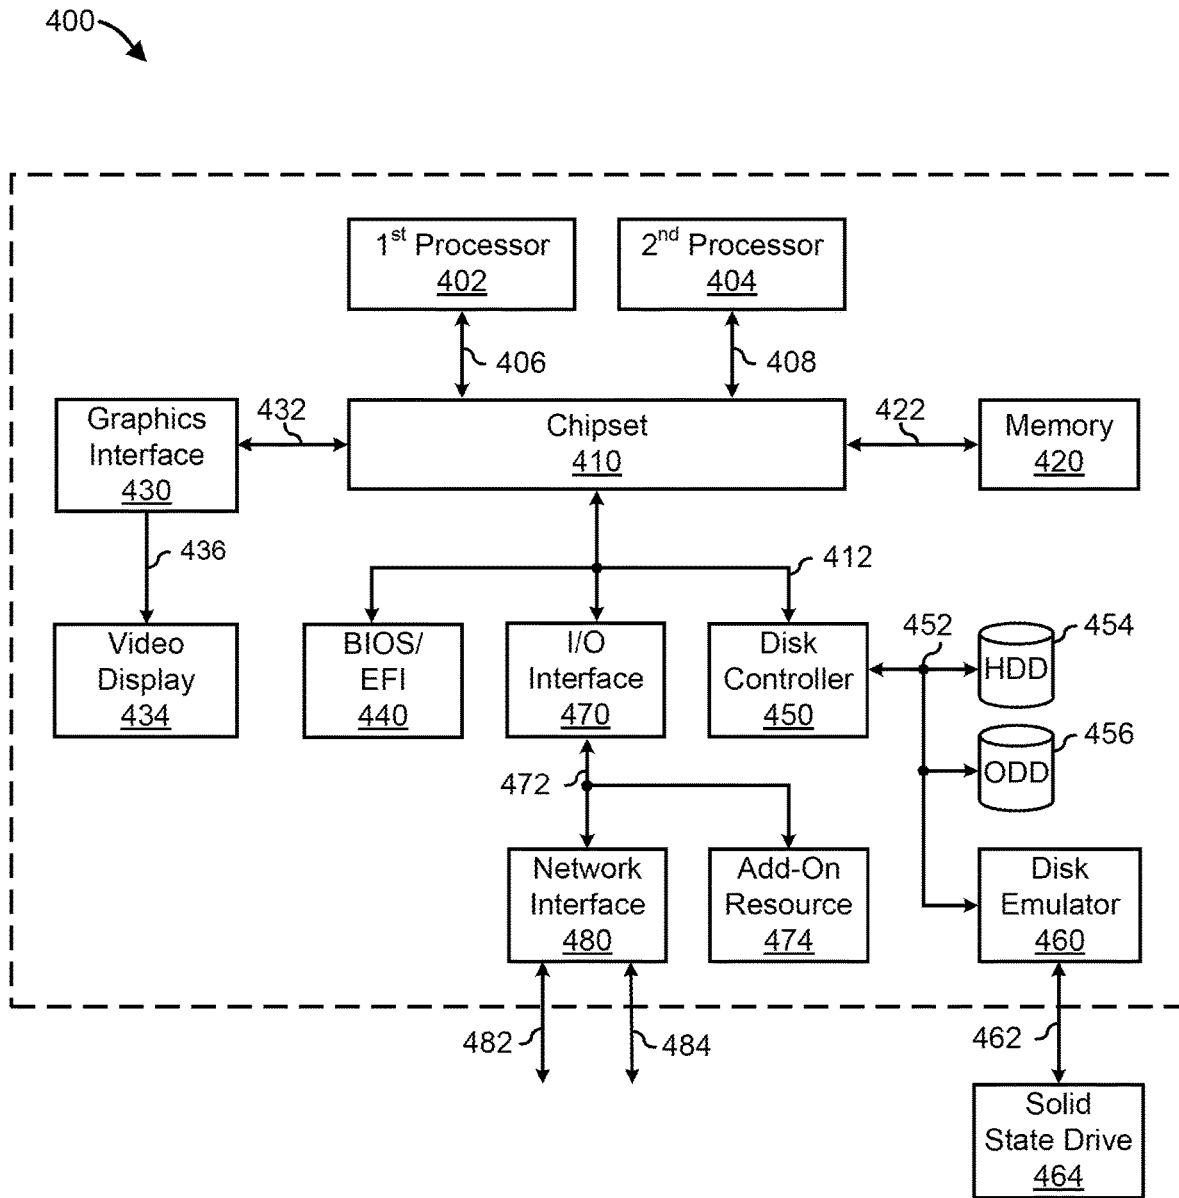 400
1st Processor
402
2nd Processor
404
406
408
Graphics
Interface
430
432
Chipset
410
422
Memory
420
436
412
Video
Display
434
BIOS/
EFI
440
I/O
Interface
470
Disk
Controller
450
452
HDD
454
ODD
456
472
Network
Interface
480
Add-On
Resource
474
Disk
Emulator
460
482
484
462
Solid
State Drive
464